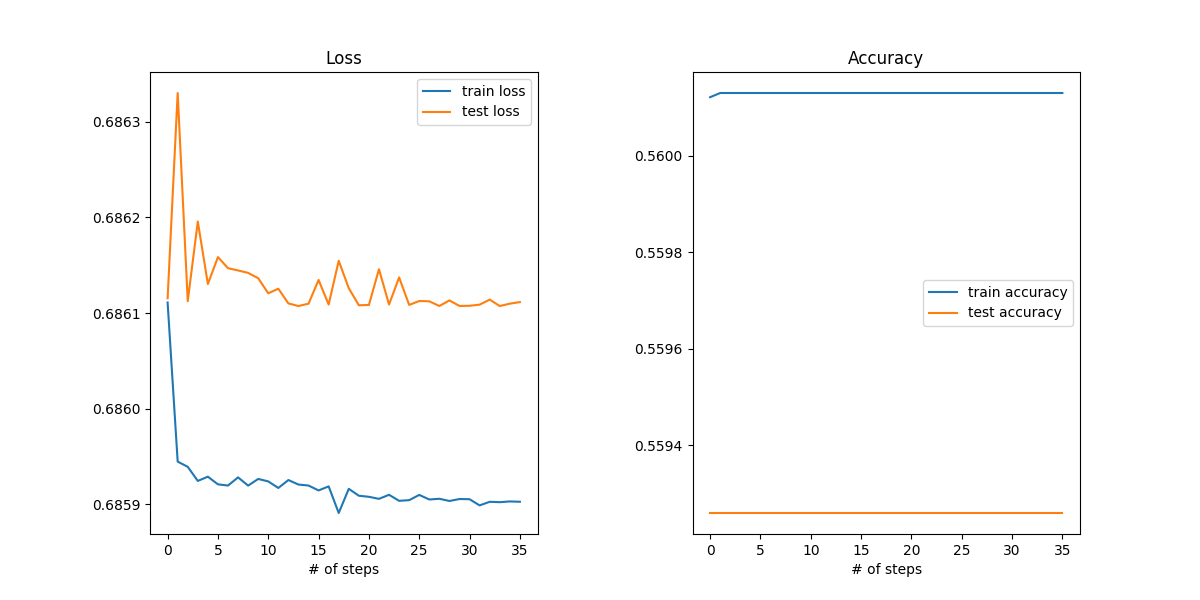 Loss
train loss
test loss
0.6863
0.6862
0.6861
0.6860
0.6859
0 5 10 15 20 25 30 35
# of steps
Accuracy
0.5600
0.5598
0.5596
0.5594
train accuracy
test accuracy
0 5 10 15 20 25 30 35
# of steps